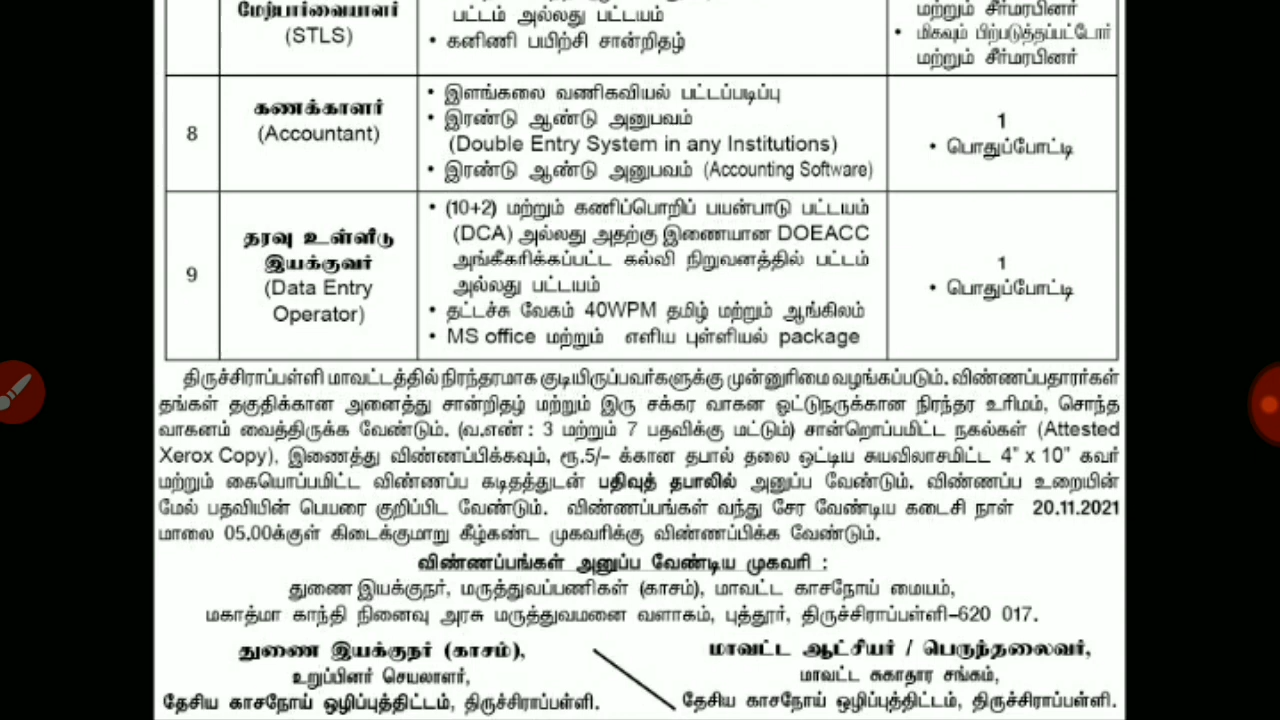 மேற்பார்வையாளர்
(STLS)
பட்டம் அல்லது பட்டயம்
• கனிணி பயிற்சி சான்றிதழ்
மற்றும் சீர்மரபினர்
• மிகவும் பிற்படுத்தப்பட்டோர்
மற்றும் சீர்மரபினர்
8
கணக்காளர்
(Accountant)
• இளங்கலை வணிகவியல் பட்டப்படிப்பு
• இரண்டு ஆண்டு அனுபவம்
(Double Entry System in any Institutions)
• இரண்டு ஆண்டு அனுபவம் (Accounting Software)
1
• பொதுப்போட்டி
9
தரவு உள்ளீடு
இயக்குவர்
(Data Entry
Operator)
• (10+2) மற்றும் கணிப்பொறிப் பயன்பாடு பட்டயம்
(DCA) அல்லது அதற்கு இணையான DOEACC
அங்கீகரிக்கப்பட்ட கல்வி நிறுவனத்தில் பட்டம்
அல்லது பட்டயம்
• தட்டச்சு வேகம் 40WPM தமிழ் மற்றும் ஆங்கிலம்
• MS office மற்றும் எளிய புள்ளியல் package
1
• பொதுப்போட்டி
திருச்சிராப்பள்ளி மாவட்டத்தில் நிரந்தரமாக குடியிருப்பவர்களுக்கு முன்னுரிமை வழங்கப்படும். விண்ணப்பதாரர்கள்
தங்கள் தகுதிக்கான அனைத்து சான்றிதழ் மற்றும் இரு சக்கர வாகன ஓட்டுநருக்கான நிரந்தர உரிமம், சொந்த
வாகனம் வைத்திருக்க வேண்டும். (வ.எண் : 3 மற்றும் 7 பதவிக்கு மட்டும்) சான்றொப்பமிட்ட நகல்கள் (Attested
Xerox Copy), இணைத்து விண்ணப்பிக்கவும், ரூ.5/- க்கான தபால் தலை ஒட்டிய சுயவிலாசமிட்ட 4" x 10" கவர்
மற்றும் கையொப்பமிட்ட விண்ணப்ப கடிதத்துடன் பதிவுத் தபாலில் அனுப்ப வேண்டும். விண்ணப்ப உறையின்
மேல் பதவியின் பெயரை குறிப்பிட வேண்டும். விண்ணப்பங்கள் வந்து சேர வேண்டிய கடைசி நாள் 20.11.2021
மாலை 05.00க்குள் கிடைக்குமாறு கீழ்கண்ட முகவரிக்கு விண்ணப்பிக்க வேண்டும்.
விண்ணப்பங்கள் அனுப்ப வேண்டிய முகவரி :
துணை இயக்குநர், மருத்துவப்பணிகள் (காசம்), மாவட்ட காசநோய் மையம்,
மகாத்மா காந்தி நினைவு அரசு மருத்துவமனை வளாகம், புத்தூர், திருச்சிராப்பள்ளி-620 017.
துணை இயக்குநர் (காசம்),
உறுப்பினர் செயலாளர்,
தேசிய காசநோய் ஒழிப்புத்திட்டம், திருச்சிராப்பள்ளி.
மாவட்ட ஆட்சியர் / பெருந்தலைவர்,
மாவட்ட சுகாதார சங்கம்,
தேசிய காசநோய் ஒழிப்புத்திட்டம், திருச்சிராப்பள்ளி.